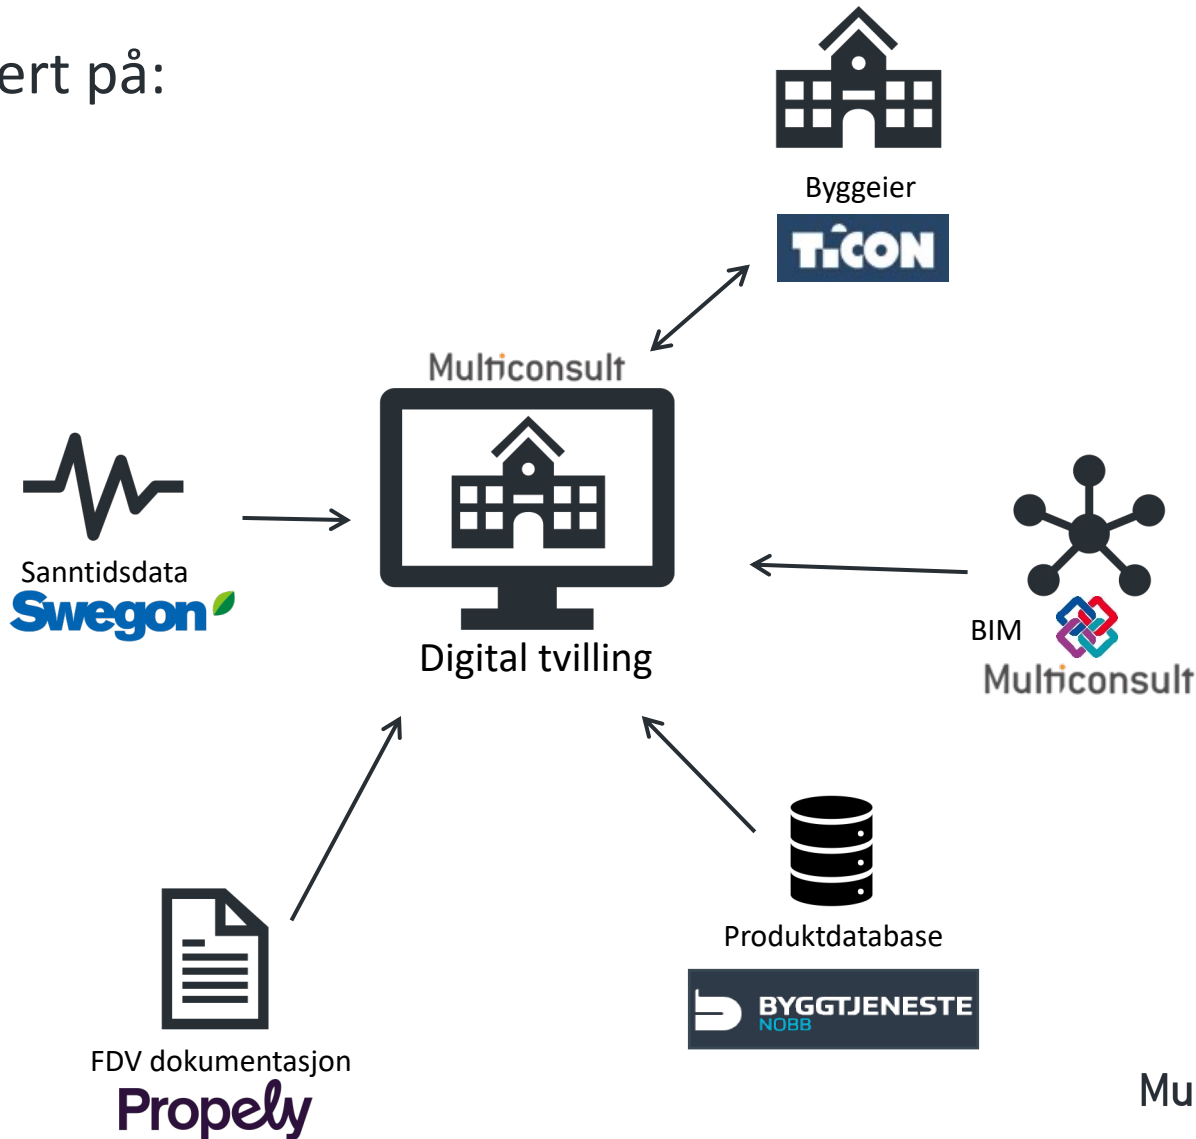 ert på:
Byggeier
TiCON
Multiconsult
Sanntidsdata
Swegon
Digital tvilling
BIM
Multiconsult
Produktdatabase
BYGGTJENESTE
NOBB
FDV dokumentasjon
Propely
Mu